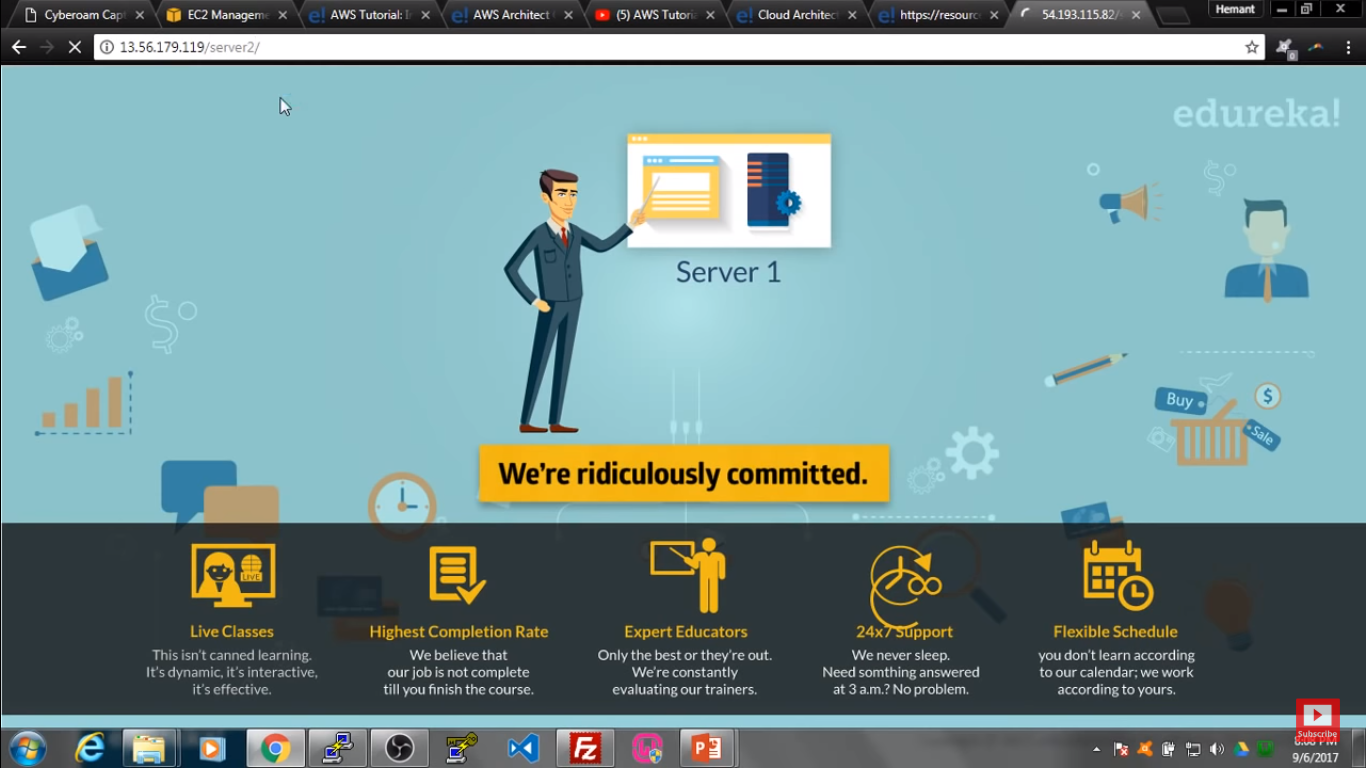 Cyberoam Capt
EC2 Manageme
AWS Tutorial: I
AWS Architect
(5) AWS Tutoria
Cloud Architec
https://resourc
54.193.115.82/
Hemant
13.56.179.119/server2/
edureka!
Server 1
Buy
$
Sale
We're ridiculously committed.
LIVE
Live Classes
This isn't canned learning.
It's dynamic, it's interactive,
it's effective.
Highest Completion Rate
We believe that
our job is not complete
till you finish the course.
Expert Educators
Only the best or they're out.
We're constantly
evaluating our trainers.
24x7 Support
We never sleep.
Need somthing answered
at 3 a.m.? No problem.
Flexible Schedule
you don't learn according
to our calendar; we work
according to yours.
Subscribe
9/6/2017